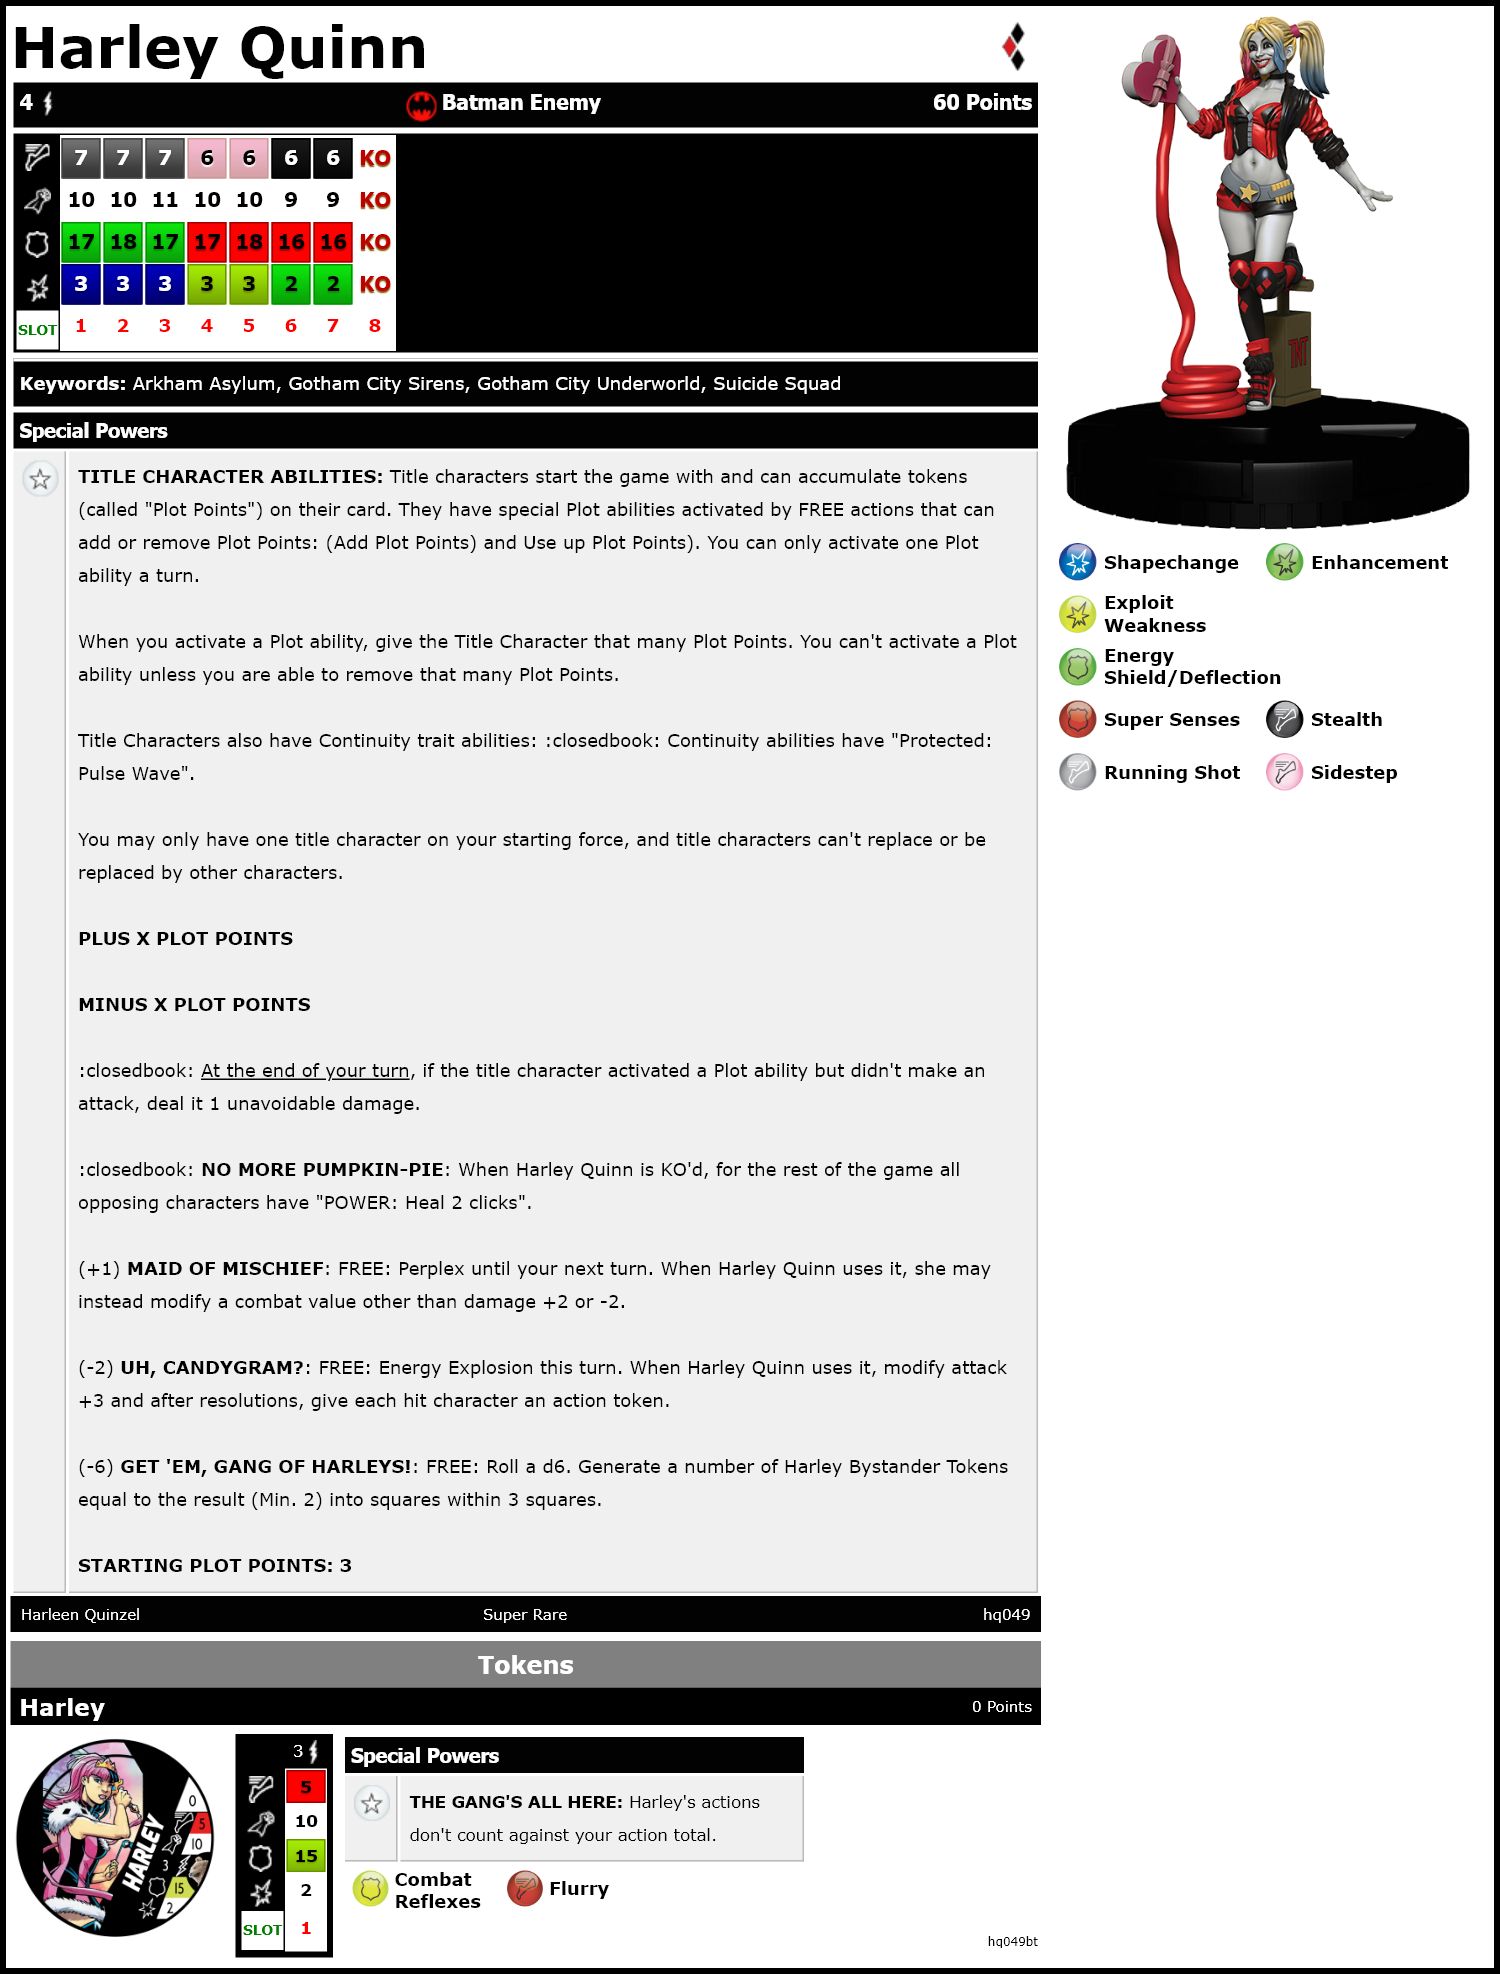 Harley Quinn
4 Batman Enemy 60 Points
7 7 7 6 6 6 6 KO
10 10 11 10 10 9 9 KO
17 18 17 17 18 16 16 KO
3 3 3 3 3 2 2 KO
SLOT 1 2 3 4 5 6 7 8
Keywords: Arkham Asylum, Gotham City Sirens, Gotham City Underworld, Suicide Squad
Special Powers
TITLE CHARACTER ABILITIES: Title characters start the game with and can accumulate tokens
(called "Plot Points") on their card. They have special Plot abilities activated by FREE actions that can
add or remove Plot Points: (Add Plot Points) and Use up Plot Points). You can only activate one Plot
ability a turn.
When you activate a Plot ability, give the Title Character that many Plot Points. You can't activate a Plot
ability unless you are able to remove that many Plot Points.
Title Characters also have Continuity trait abilities: :closedbook: Continuity abilities have "Protected:
Pulse Wave".
You may only have one title character on your starting force, and title characters can't replace or be
replaced by other characters.
PLUS X PLOT POINTS
MINUS X PLOT POINTS
:closedbook: At the end of your turn, if the title character activated a Plot ability but didn't make an
attack, deal it 1 unavoidable damage.
:closedbook: NO MORE PUMPKIN-PIE: When Harley Quinn is KO'd, for the rest of the game all
opposing characters have "POWER: Heal 2 clicks".
(+1) MAID OF MISCHIEF: FREE: Perplex until your next turn. When Harley Quinn uses it, she may
instead modify a combat value other than damage +2 or -2.
(-2) UH, CANDYGRAM?: FREE: Energy Explosion this turn. When Harley Quinn uses it, modify attack
+3 and after resolutions, give each hit character an action token.
(-6) GET 'EM, GANG OF HARLEYS!: FREE: Roll a d6. Generate a number of Harley Bystander Tokens
equal to the result (Min. 2) into squares within 3 squares.
STARTING PLOT POINTS: 3
Harleen Quinzel Super Rare hq049
TNT
Shapechange Enhancement
Exploit
Weakness
Energy
Shield/Deflection
Super Senses Stealth
Running Shot Sidestep
Tokens
Harley 0 Points
HARLEY
0
5
10
3
15
2
3
5
10
15
2
SLOT 1
Special Powers
THE GANG'S ALL HERE: Harley's actions
don't count against your action total.
Combat
Reflexes
Flurry
hq049bt